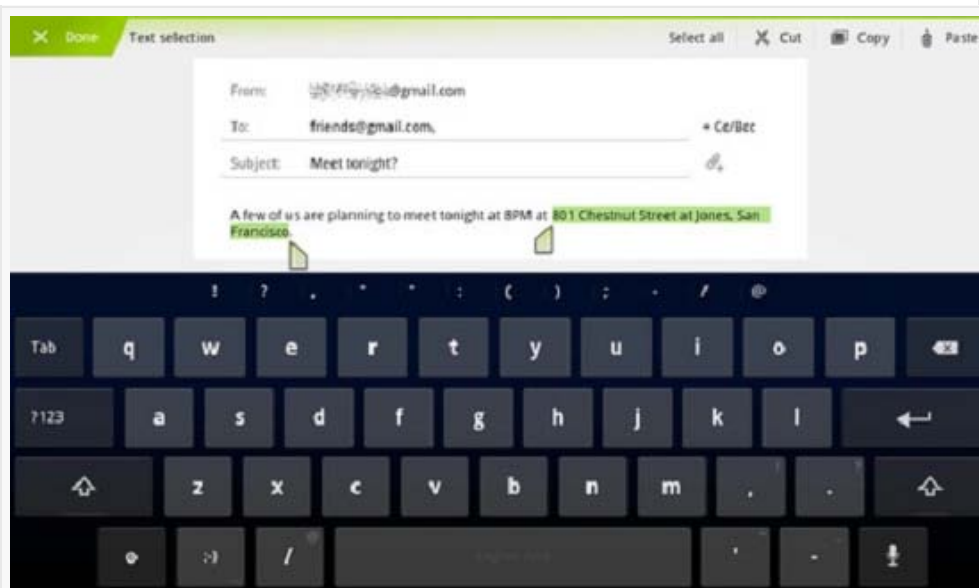 Done Text selection Select all Cut Copy Paste
From: @gmail.com
To: friends@gmail.com, + Cc/Bcc
Subject: Meet tonight?
A few of us are planning to meet tonight at 8PM at 801 Chestnut Street at Jones, San
Francisco.
! ? , " " : ( ) ; - / @
Tab q w e r t y u i o p
?123 a s d f g h j k l
z x c v b n m , .
:-) / ' -